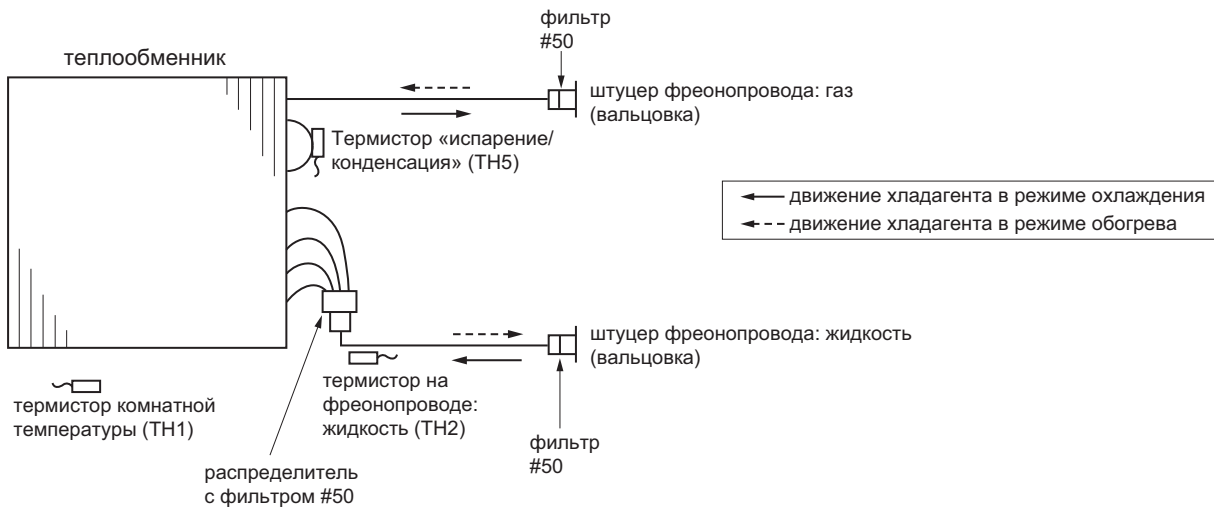 фильтр
#50
теплообменник
штуцер фреонопровода: газ
(вальцовка)
Термистор «испарение/
конденсация» (TH5)
движение хладагента в режиме охлаждения
движение хладагента в режиме обогрева
штуцер фреонопровода: жидкость
(вальцовка)
термистор комнатной
температуры (TH1)
термистор на
фреонопроводе:
жидкость (TH2)
фильтр
#50
распределитель
с фильтром #50